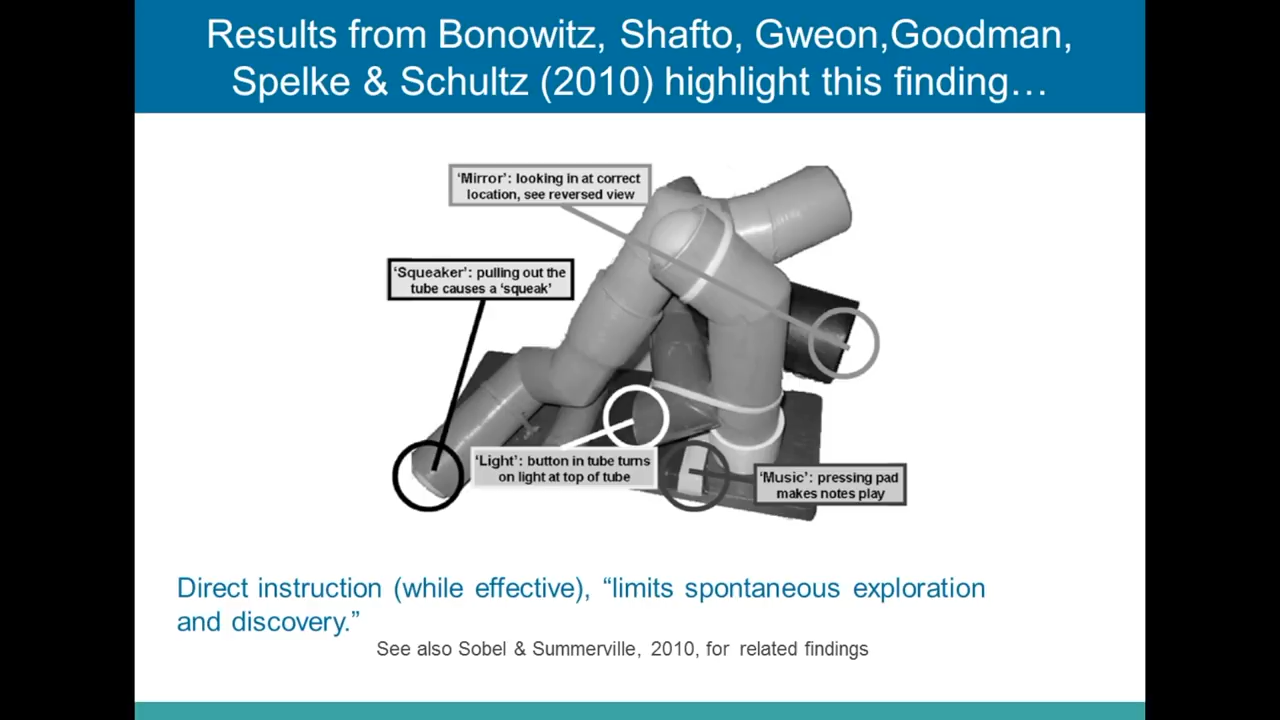 Results from Bonowitz, Shafto, Gweon,Goodman,
Spelke & Schultz (2010) highlight this finding…
‘Mirror’: looking in at correct
location, see reversed view
‘Squeaker’: pulling out the
tube causes a ‘squeak’
‘Light’: button in tube turns
on light at top of tube
‘Music’: pressing pad
makes notes play
Direct instruction (while effective), “limits spontaneous exploration
and discovery.”
See also Sobel & Summerville, 2010, for related findings